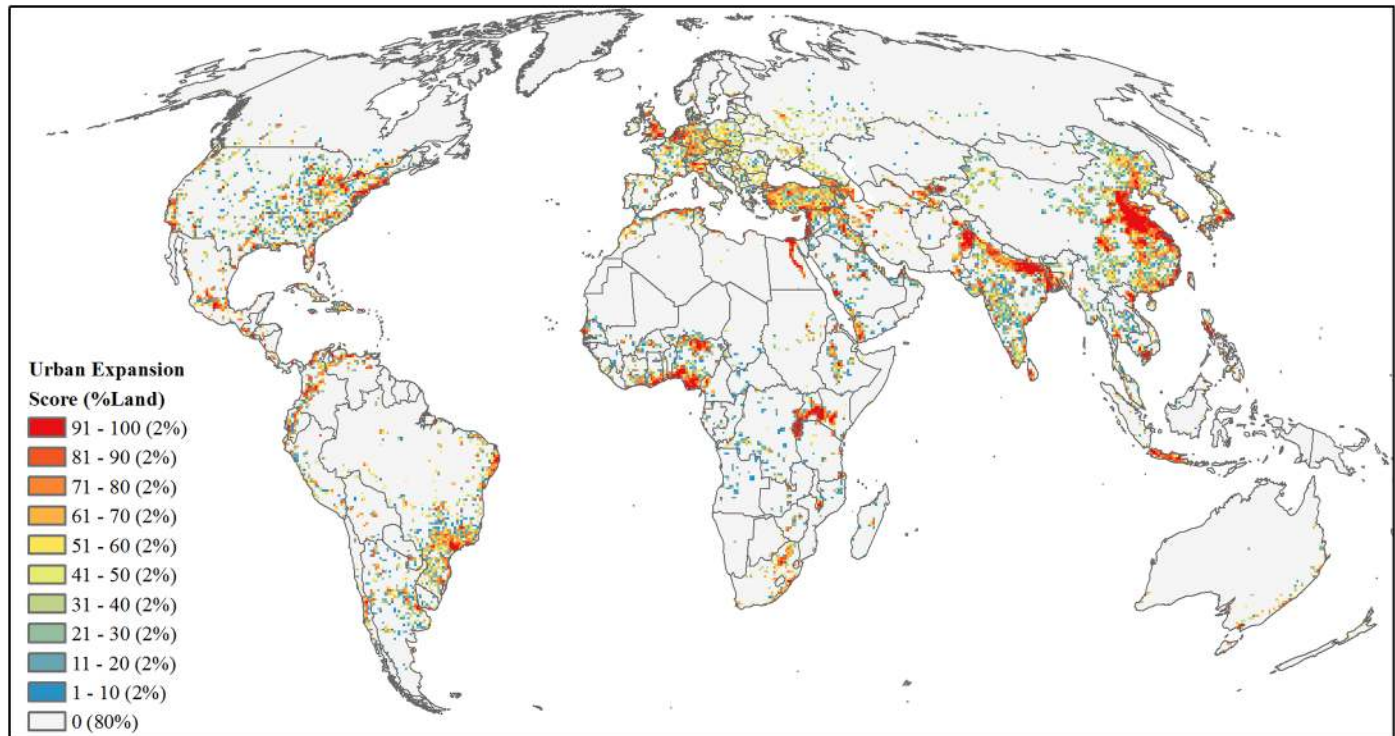 Urban Expansion
Score (%Land)
91 - 100 (2%)
81 - 90 (2%)
71 - 80 (2%)
61 - 70 (2%)
51 - 60 (2%)
41 - 50 (2%)
31 - 40 (2%)
21 - 30 (2%)
11 - 20 (2%)
1 - 10 (2%)
0 (80%)